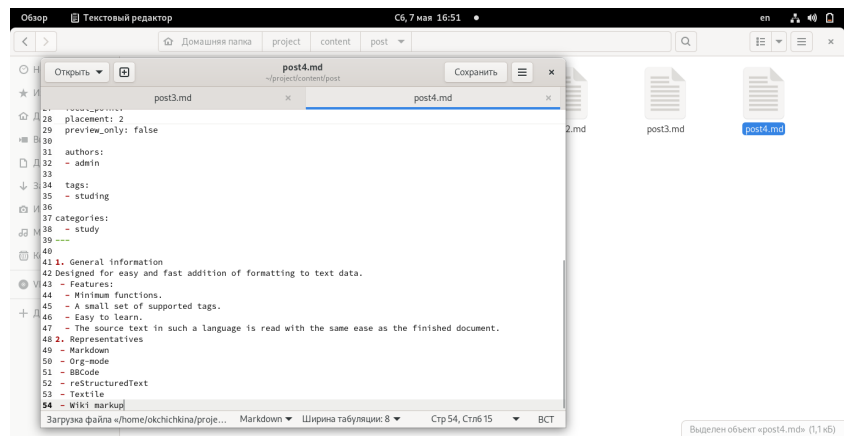 Обзор Текстовый редактор Сб, 7 мая 16:51 en
Домашняя папка project content post
Открыть post4.md Сохранить
~/project/content/post
post3.md post4.md
28 placement: 2
29 preview_only: false
30
31 authors:
32 - admin
33
34 tags:
35 - studing
36
37 categories:
38 - study
39 ---
40
41 1. General information
42 Designed for easy and fast addition of formatting to text data.
43 - Features:
44 - Minimum functions.
45 - A small set of supported tags.
46 - Easy to learn.
47 - The source text in such a language is read with the same ease as the finished document.
48 2. Representatives
49 - Markdown
50 - Org-mode
51 - BBCode
52 - reStructuredText
53 - Textile
54 - Wiki markup
Загрузка файла «/home/okchichkina/proje... Markdown Ширина табуляции: 8 Стр 54, Стлб 15 ВСТ
2.md post3.md post4.md
Выделен объект «post4.md» (1,1 кБ)